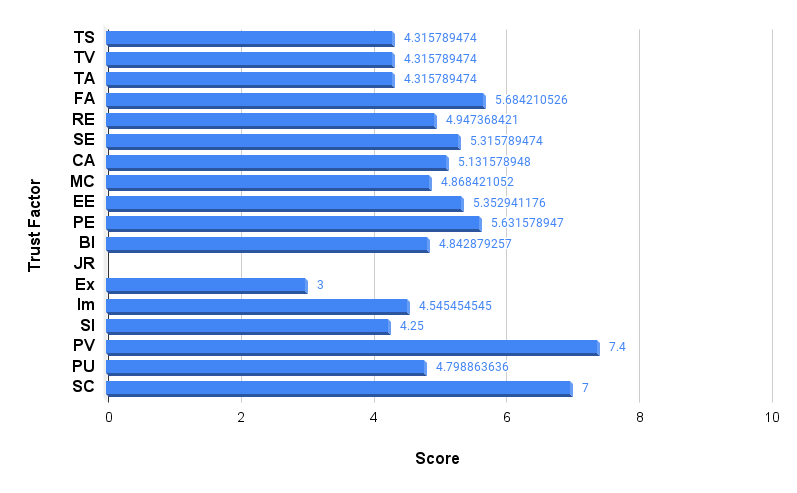 TS 4.315789474
TV 4.315789474
TA 4.315789474
FA 5.684210526
RE 4.947368421
SE 5.315789474
CA 5.131578948
MC 4.868421052
EE 5.352941176
PE 5.631578947
BI 4.842879257
JR
Ex 3
Im 4.545454545
SI 4.25
PV 7.4
PU 4.798863636
SC 7
0 2 4 6 8 10
Score
Trust Factor